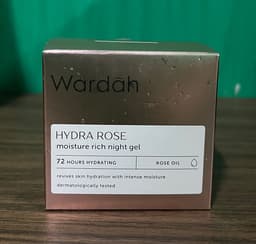 Wardah
HYDRA ROSE
moisture rich night gel
72 HOURS HYDRATING ROSE OIL
revives skin hydration with intense moisture
dermatologically tested